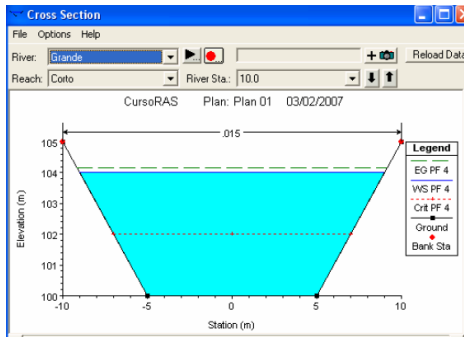 Cross Section
File Options Help
River: Grande Reload Data
Reach: Corto River Sta.: 10.0
CursoRAS Plan: Plan 01 03/02/2007
.015
105
104
103
102
101
100
Elevation (m)
-10 -5 0 5 10
Station (m)
Legend
EG PF 4
WS PF 4
Crit PF 4
Ground
Bank Sta